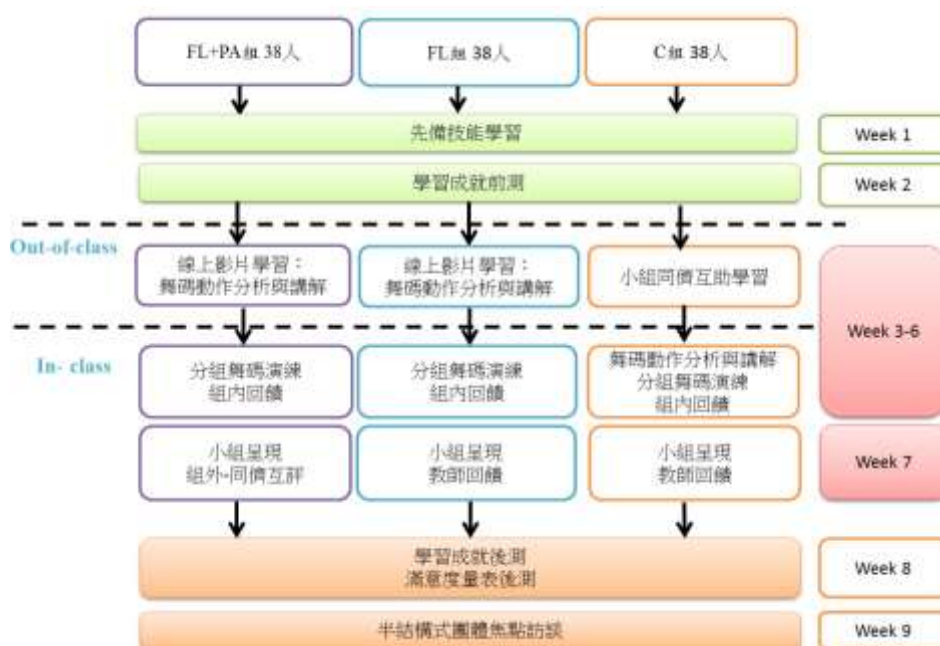 FL+PA組 38人
FL組 38人
C組 38人
先備技能學習
Week 1
學習成就前測
Week 2
Out-of-class
線上影片學習：
舞碼動作分析與講解
線上影片學習：
舞碼動作分析與講解
小組同儕互助學習
Week 3-6
In- class
分組舞碼演練
組內回饋
分組舞碼演練
組內回饋
舞碼動作分析與講解
分組舞碼演練
組內回饋
小組呈現
組外-同儕互評
小組呈現
教師回饋
小組呈現
教師回饋
Week 7
學習成就後測
滿意度量表後測
Week 8
半結構式團體焦點訪談
Week 9